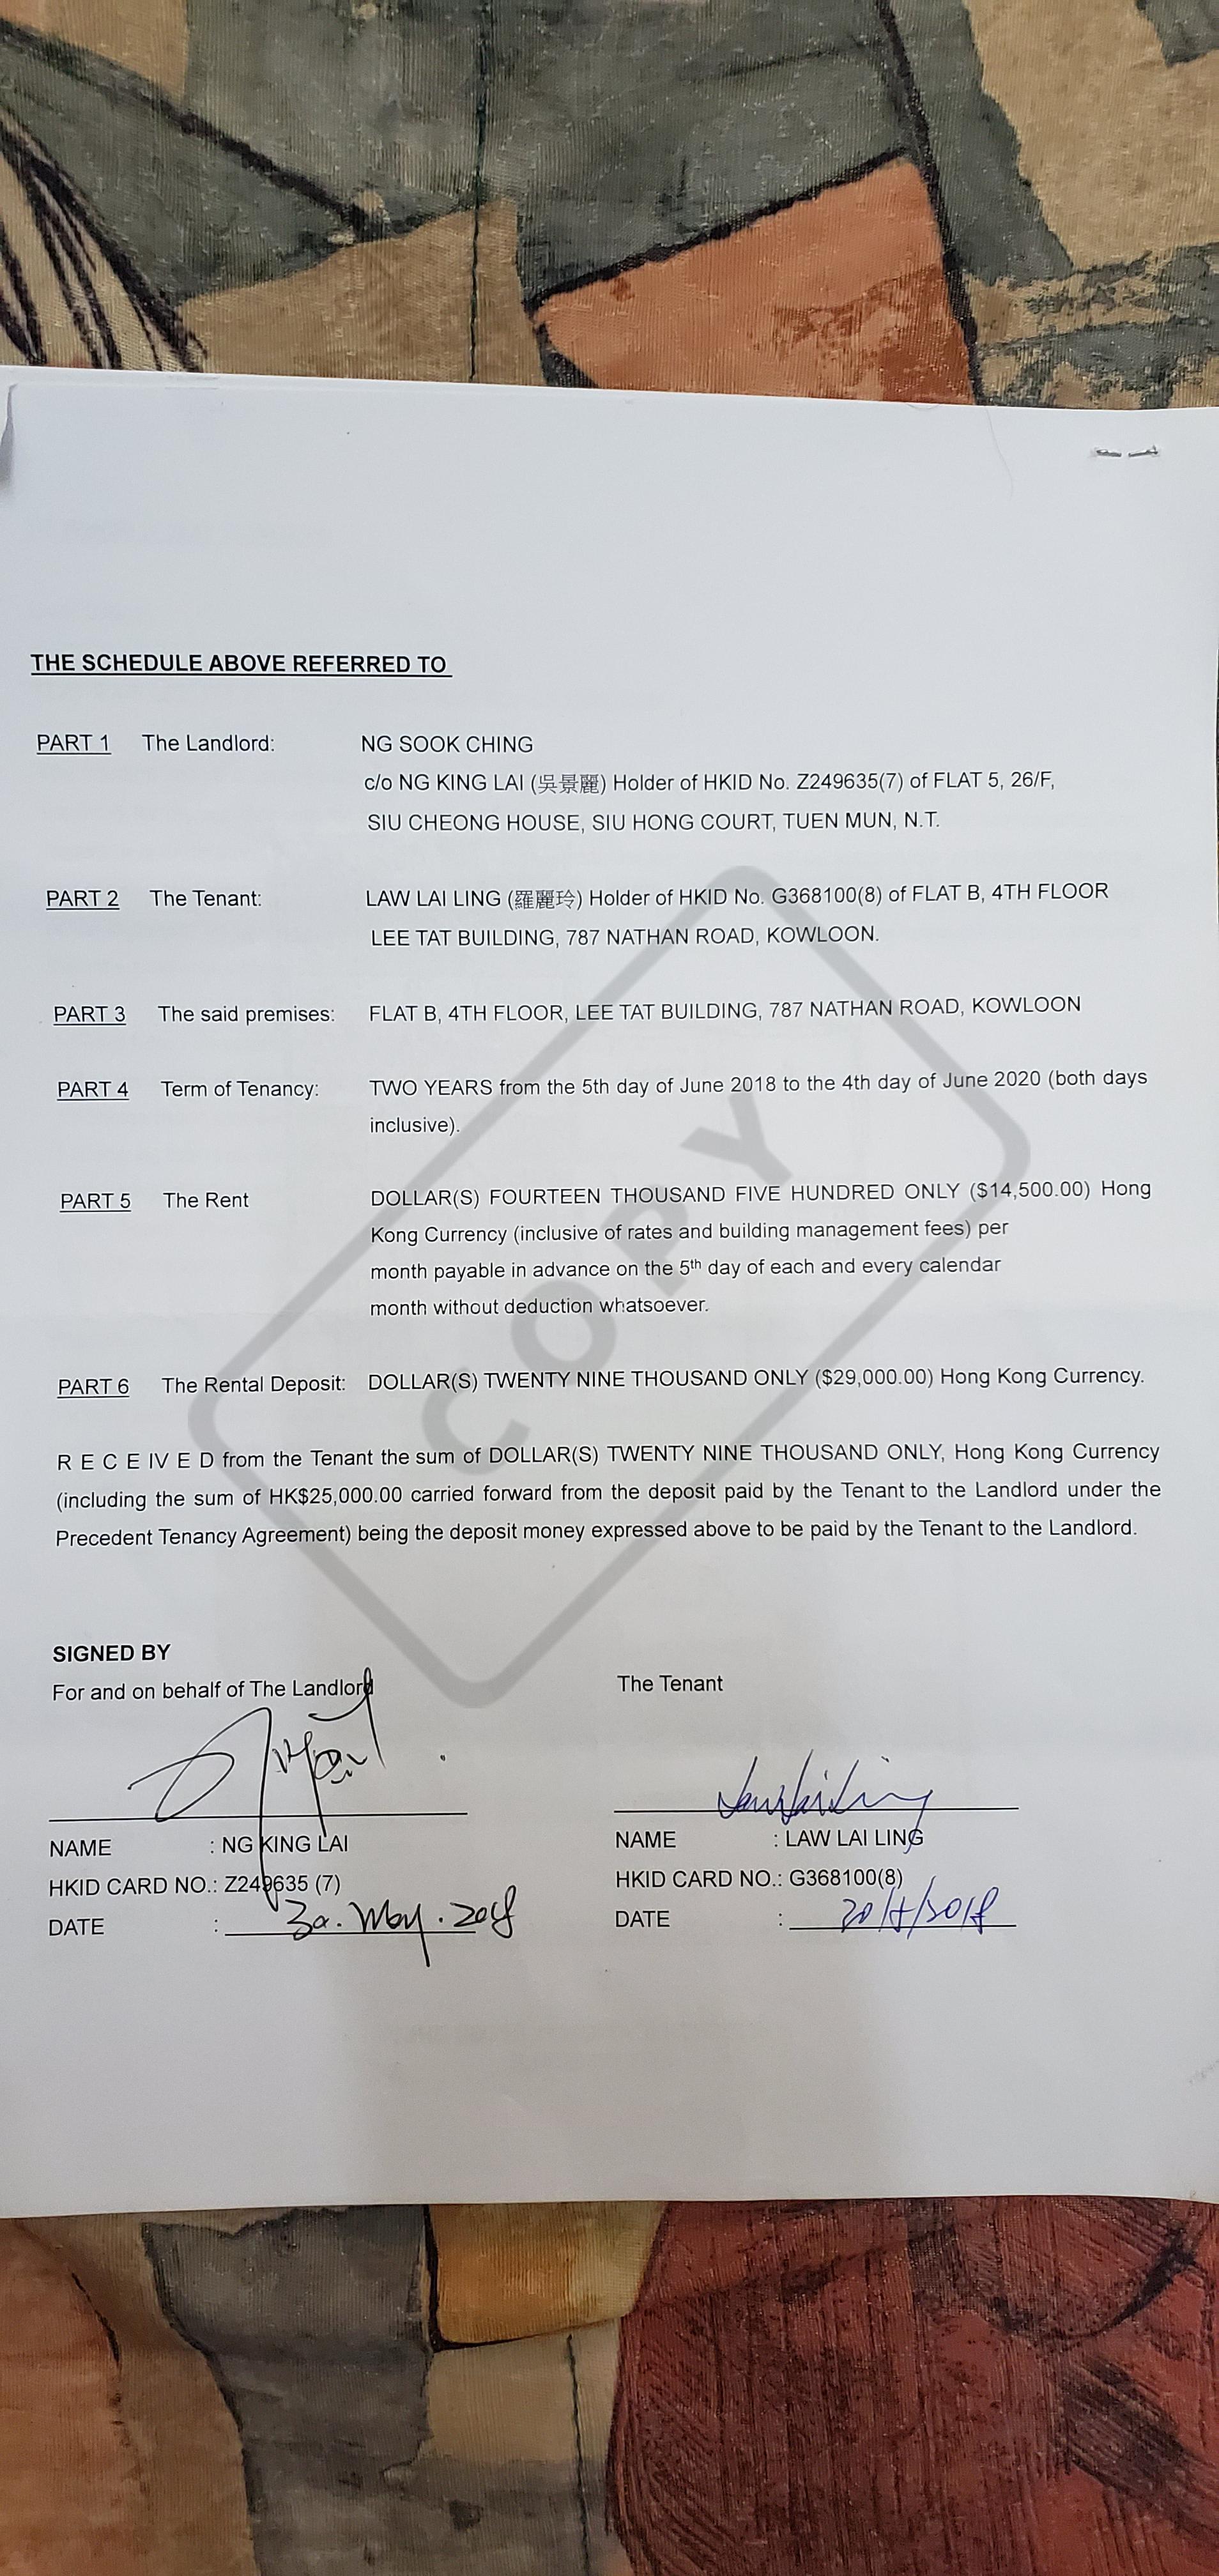 THE SCHEDULE ABOVE REFERRED TO
PART 1 The Landlord: NG SOOK CHING
c/o NG KING LAI (吳景麗) Holder of HKID No. Z249635(7) of FLAT 5, 26/F,
SIU CHEONG HOUSE, SIU HONG COURT, TUEN MUN, N.T.
PART 2 The Tenant: LAW LAI LING (羅麗玲) Holder of HKID No. G368100(8) of FLAT B, 4TH FLOOR
LEE TAT BUILDING, 787 NATHAN ROAD, KOWLOON.
PART 3 The said premises: FLAT B, 4TH FLOOR, LEE TAT BUILDING, 787 NATHAN ROAD, KOWLOON
PART 4 Term of Tenancy: TWO YEARS from the 5th day of June 2018 to the 4th day of June 2020 (both days
inclusive).
PART 5 The Rent DOLLAR(S) FOURTEEN THOUSAND FIVE HUNDRED ONLY ($14,500.00) Hong
Kong Currency (inclusive of rates and building management fees) per
month payable in advance on the 5th day of each and every calendar
month without deduction whatsoever.
PART 6 The Rental Deposit: DOLLAR(S) TWENTY NINE THOUSAND ONLY ($29,000.00) Hong Kong Currency.
R E C E IV E D from the Tenant the sum of DOLLAR(S) TWENTY NINE THOUSAND ONLY, Hong Kong Currency
(including the sum of HK$25,000.00 carried forward from the deposit paid by the Tenant to the Landlord under the
Precedent Tenancy Agreement) being the deposit money expressed above to be paid by the Tenant to the Landlord.
COPY
SIGNED BY
For and on behalf of The Landlord The Tenant
Law Lai Ling
NAME : NG KING LAI NAME : LAW LAI LING
HKID CARD NO.: Z249635 (7) HKID CARD NO.: G368100(8)
DATE : 30. May. 2018 DATE :